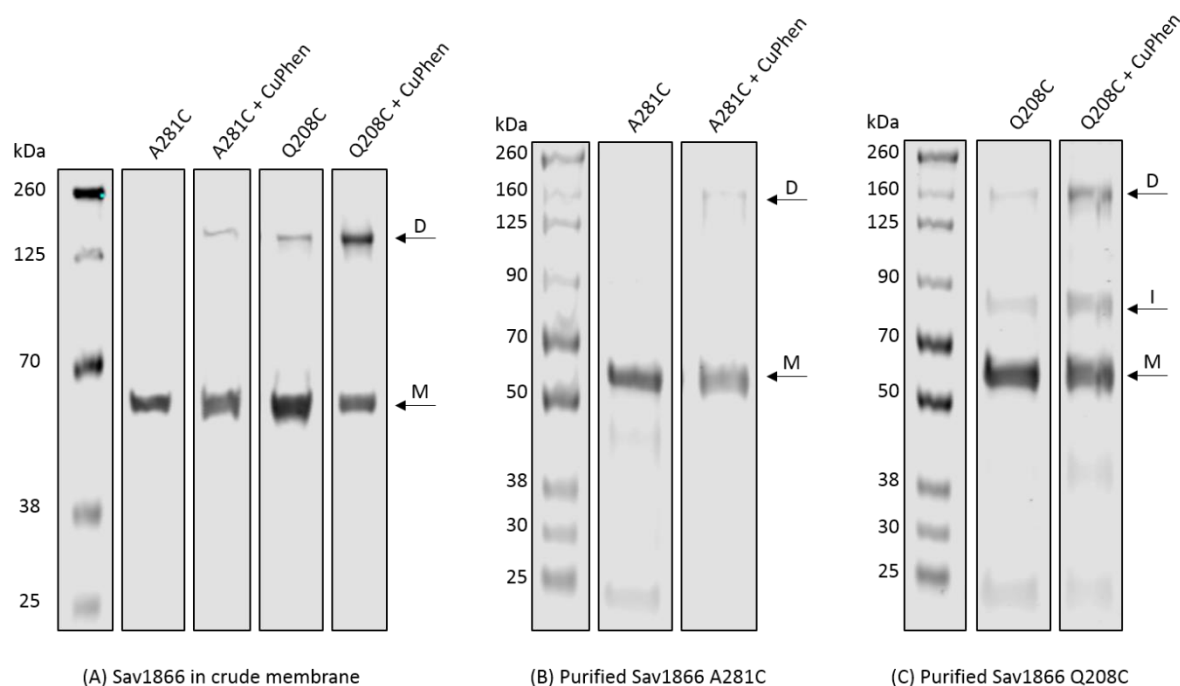 A281C
A281C + CuPhen
Q208C
Q208C + CuPhen
kDa
260
125
70
38
25
D
M
(A) Sav1866 in crude membrane
A281C
A281C + CuPhen
kDa
260
160
125
90
70
50
38
30
25
D
M
(B) Purified Sav1866 A281C
Q208C
Q208C + CuPhen
kDa
260
160
125
90
70
50
38
30
25
D
I
M
(C) Purified Sav1866 Q208C